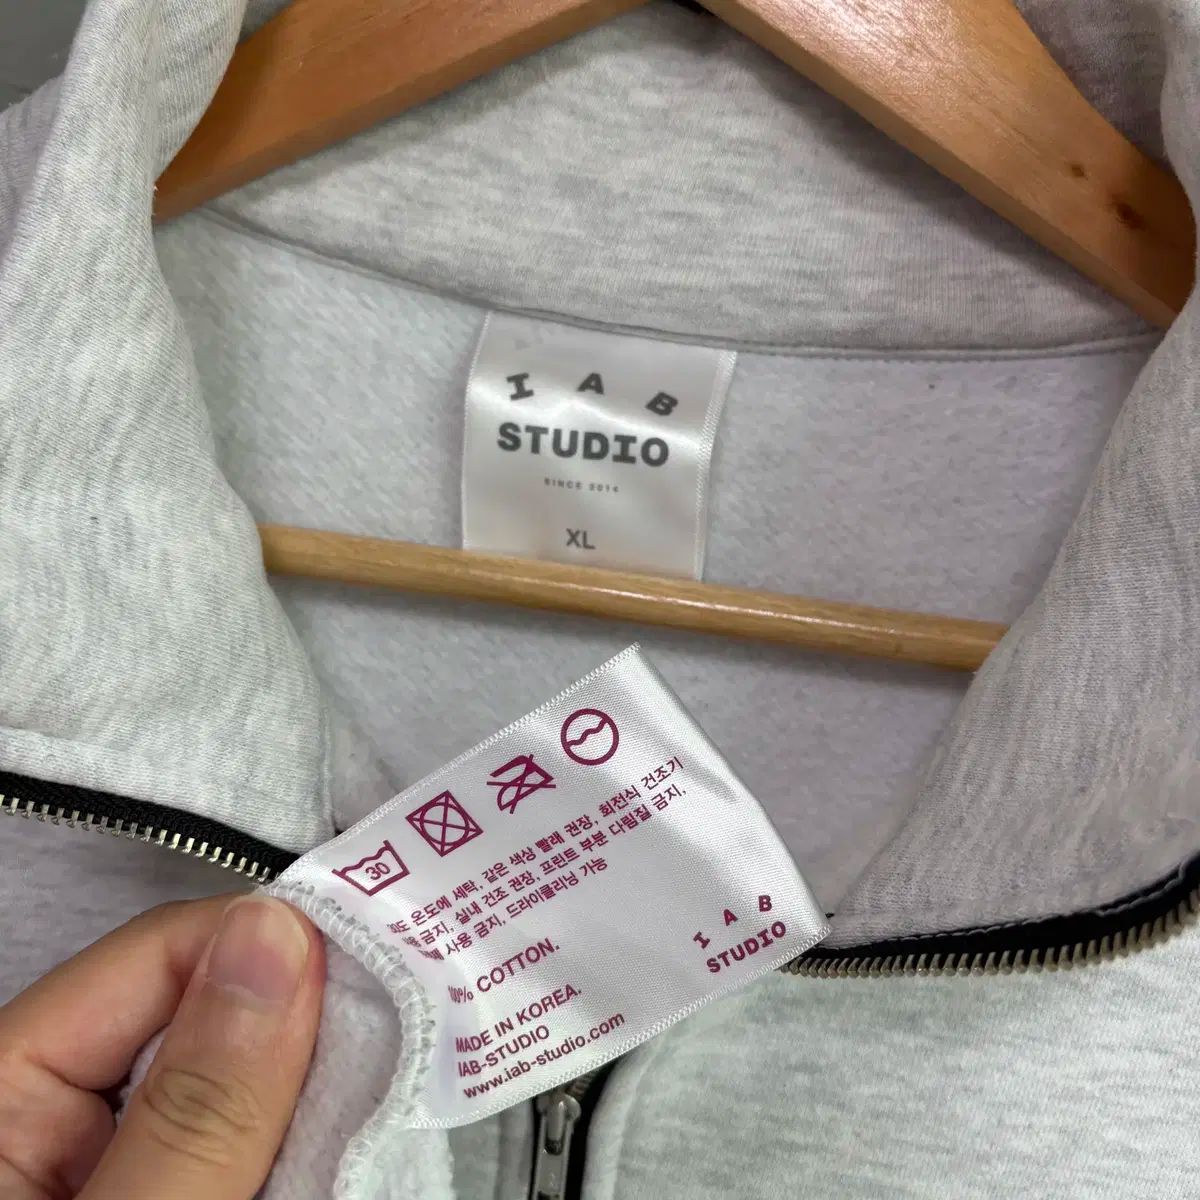 I A B
STUDIO
SINCE 2014
XL
30
온도에 세탁, 같은 색상 빨래 권장, 회전식 건조기
금지, 실내 건조 권장, 프린트 부분 다림질 금지,
사용 금지, 드라이클리닝 가능
100% COTTON.
MADE IN KOREA.
IAB-STUDIO
www.iab-studio.com
I A B
STUDIO